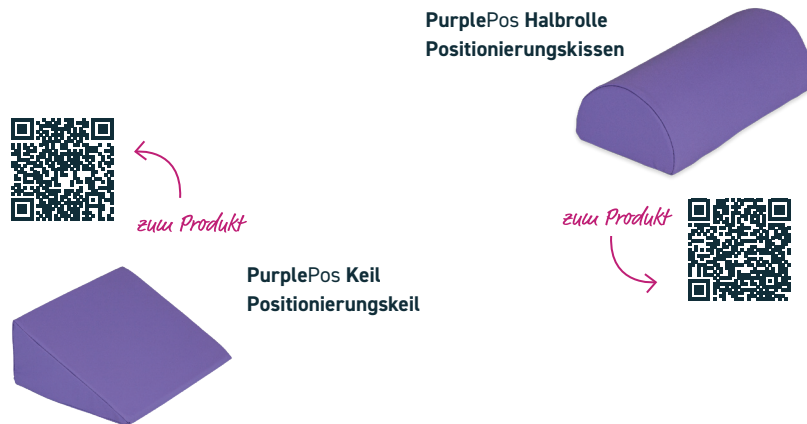 PurplePos Halbrolle
Positionierungskissen
zum Produkt
zum Produkt
PurplePos Keil
Positionierungskeil